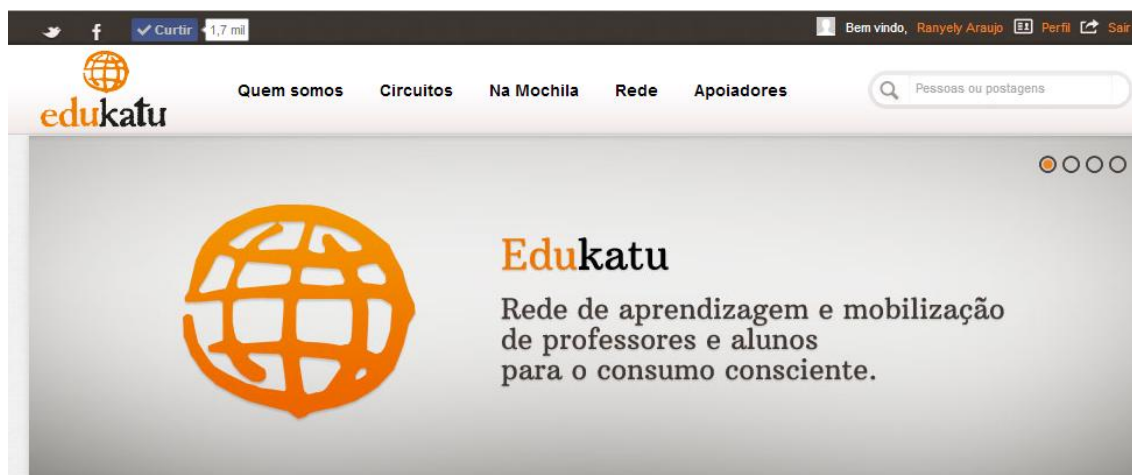 Curtir 1,7 mil Bem vindo, Ranyely Araujo Perfil Sair
edukatu
Quem somos Circuitos Na Mochila Rede Apoiadores Pessoas ou postagens
Edukatu
Rede de aprendizagem e mobilização
de professores e alunos
para o consumo consciente.